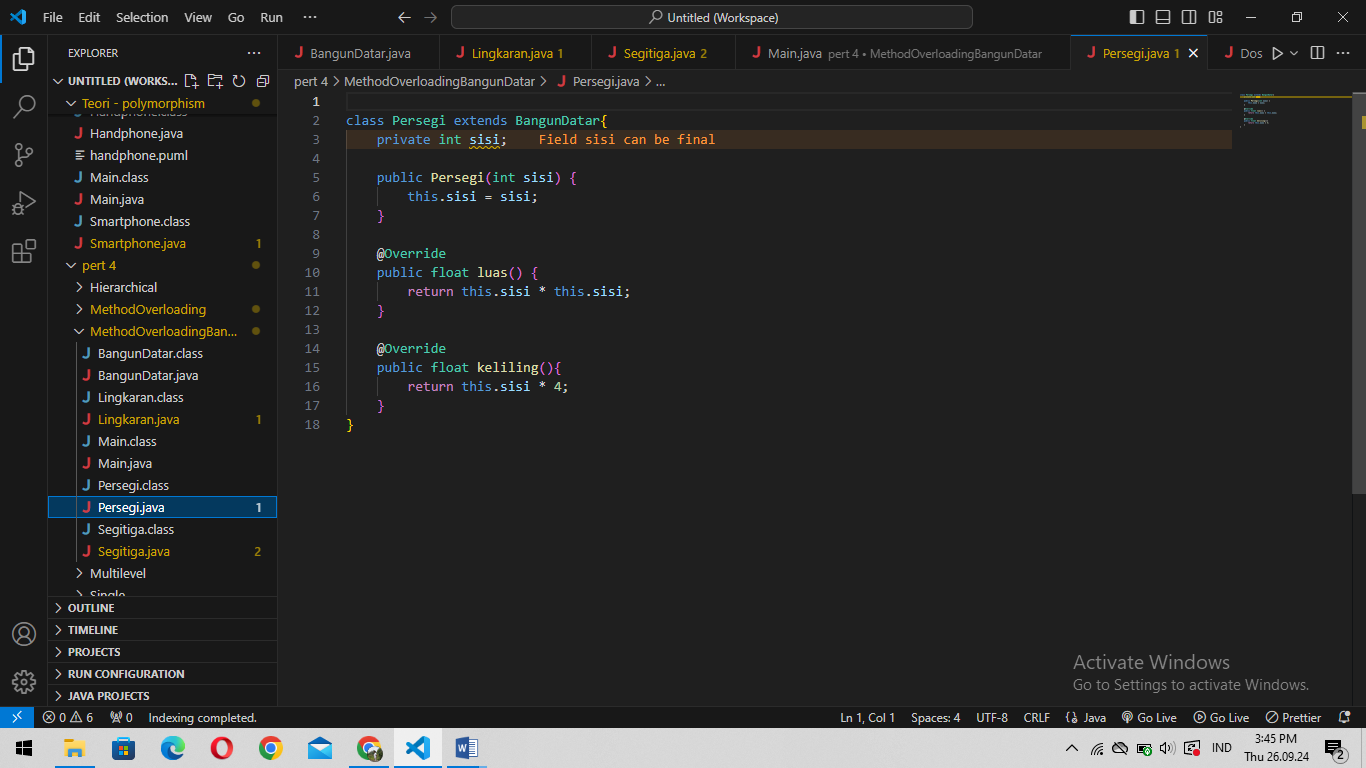 File Edit Selection View Go Run ··· Untitled (Workspace)
EXPLORER ···
BangunDatar.java Lingkaran.java 1 Segitiga.java 2 Main.java pert 4 • MethodOverloadingBangunDatar Persegi.java 1 Dos
pert 4 > MethodOverloadingBangunDatar > Persegi.java > ...
UNTITLED (WORKS...
Teori - polymorphism
Handphone.class
Handphone.java
handphone.puml
Main.class
Main.java
Smartphone.class
Smartphone.java 1
pert 4
Hierarchical
MethodOverloading
MethodOverloadingBan...
BangunDatar.class
BangunDatar.java
Lingkaran.class
Lingkaran.java 1
Main.class
Main.java
Persegi.class
Persegi.java 1
Segitiga.class
Segitiga.java 2
Multilevel
Single
OUTLINE
TIMELINE
PROJECTS
RUN CONFIGURATION
JAVA PROJECTS
1
2 class Persegi extends BangunDatar{
3 private int sisi; Field sisi can be final
4
5 public Persegi(int sisi) {
6 this.sisi = sisi;
7 }
8
9 @Override
10 public float luas() {
11 return this.sisi * this.sisi;
12 }
13
14 @Override
15 public float keliling(){
16 return this.sisi * 4;
17 }
18 }
Activate Windows
Go to Settings to activate Windows.
0 6 0 Indexing completed. Ln 1, Col 1 Spaces: 4 UTF-8 CRLF {} Java Go Live Go Live Prettier
IND 3:45 PM
Thu 26.09.24 2